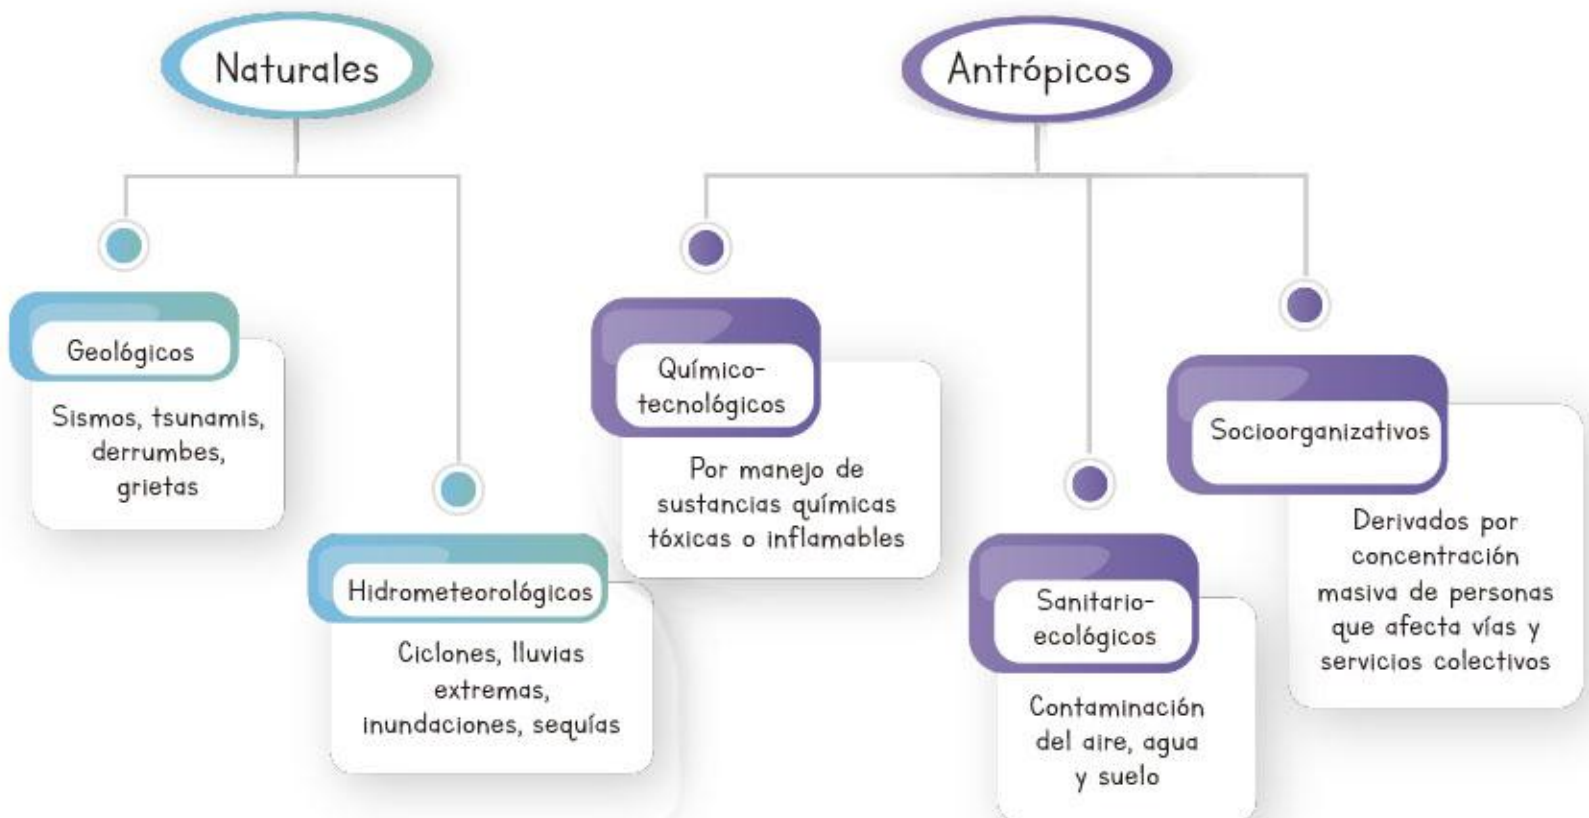 Naturales
Geológicos
Sismos, tsunamis,
derrumbes,
grietas
Hidrometeorológicos
Ciclones, lluvias
extremas,
inundaciones, sequías
Antrópicos
Químico-
tecnológicos
Por manejo de
sustancias químicas
tóxicas o inflamables
Sanitario-
ecológicos
Contaminación
del aire, agua
y suelo
Socioorganizativos
Derivados por
concentración
masiva de personas
que afecta vías y
servicios colectivos